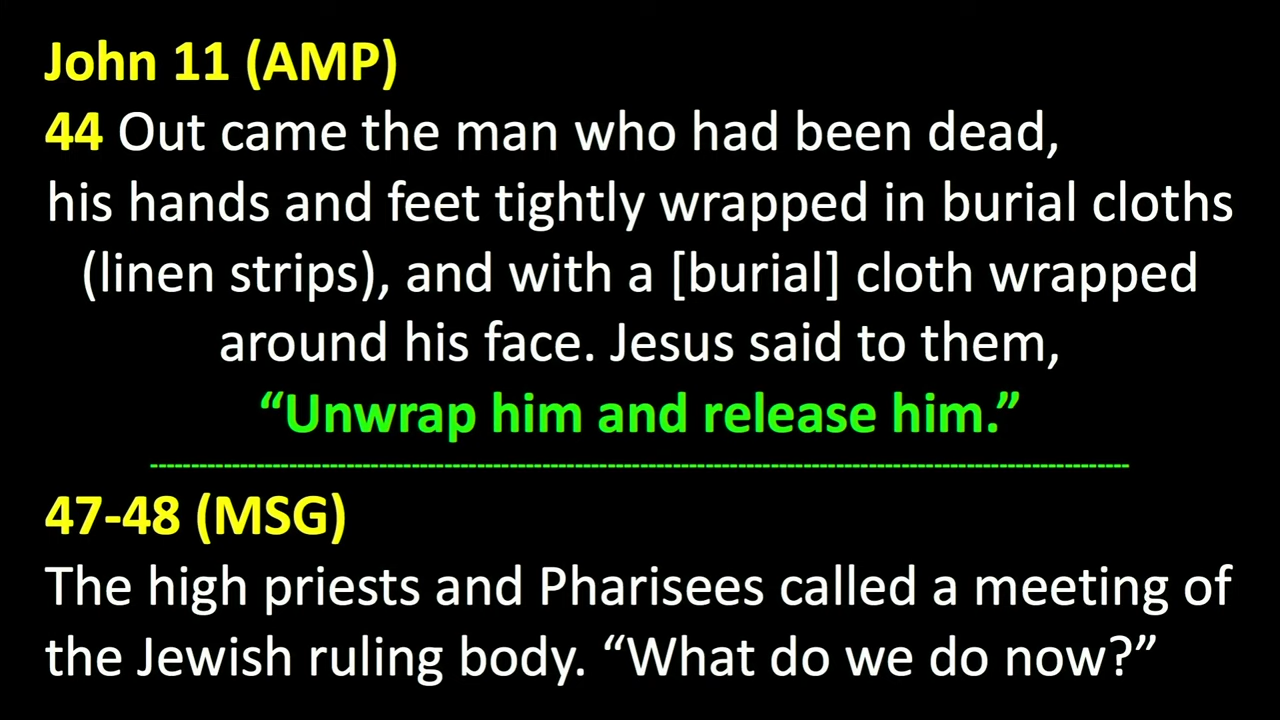 John 11 (AMP)
44 Out came the man who had been dead,
his hands and feet tightly wrapped in burial cloths
(linen strips), and with a [burial] cloth wrapped
around his face. Jesus said to them,
“Unwrap him and release him.”
47-48 (MSG)
The high priests and Pharisees called a meeting of
the Jewish ruling body. “What do we do now?”